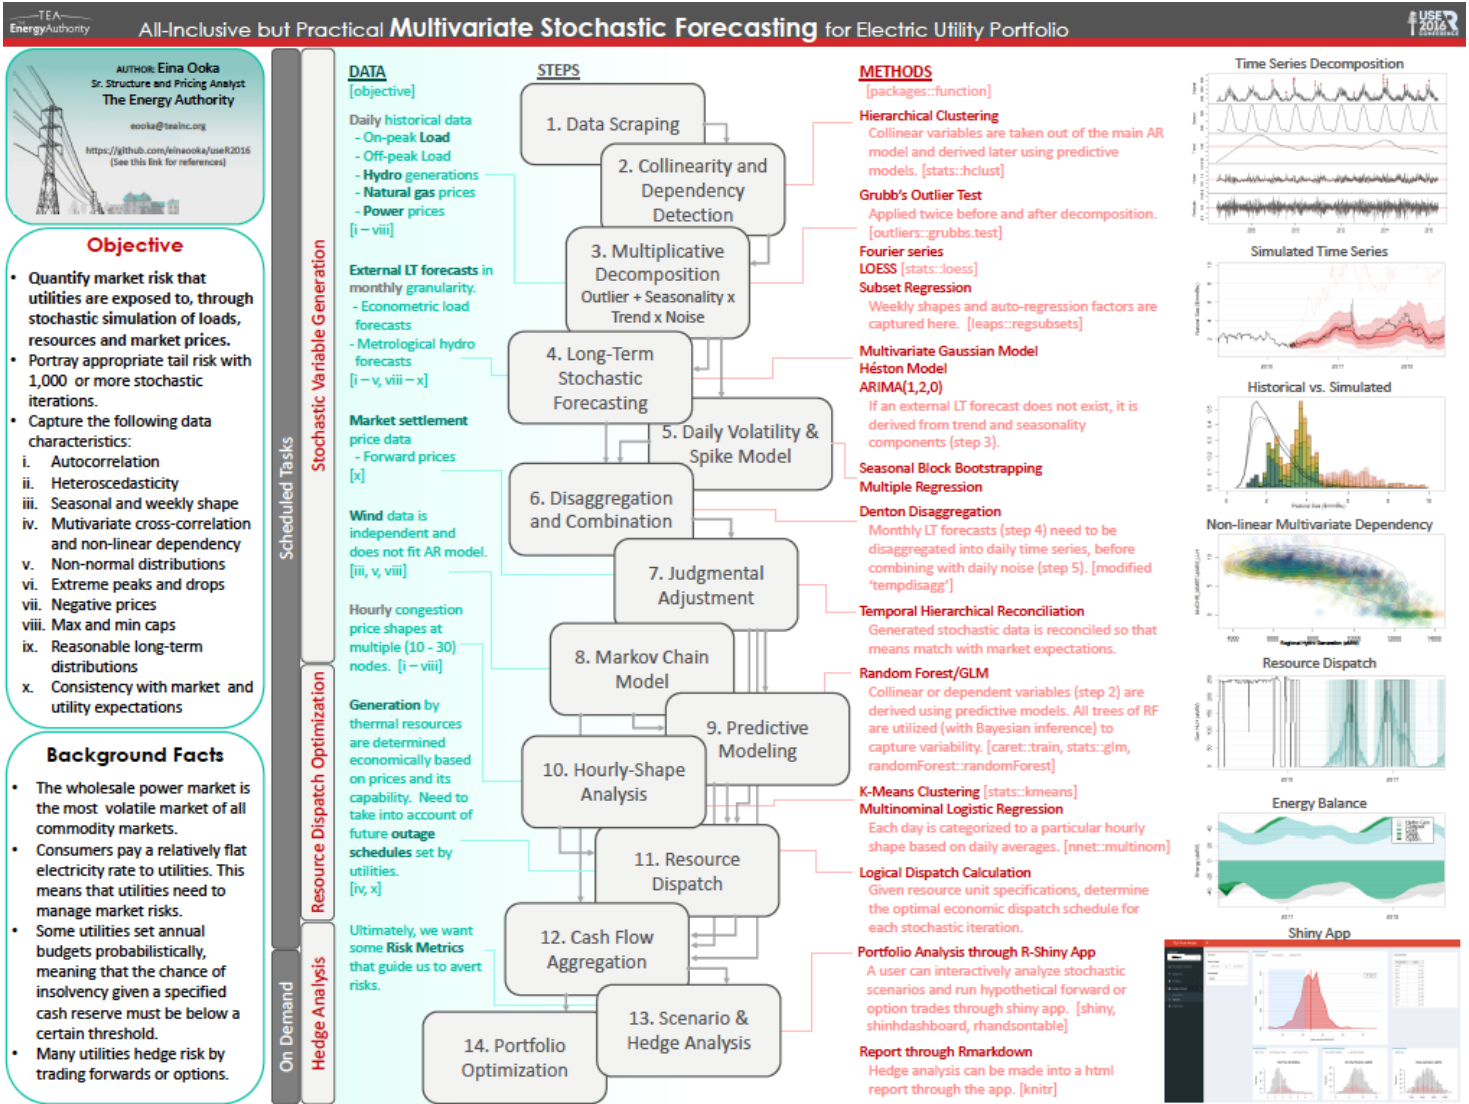 TEA
The EnergyAuthority
All-Inclusive but Practical Multivariate Stochastic Forecasting for Electric Utility Portfolio
USE R
2016
CONFERENCE
AUTHOR: Eina Ooka
Sr. Structure and Pricing Analyst
The Energy Authority
eooka@teainc.org
https://github.com/einaooka/useR2016
(See this link for references)
Objective
• Quantify market risk that
utilities are exposed to, through
stochastic simulation of loads,
resources and market prices.
• Portray appropriate tail risk with
1,000 or more stochastic
iterations.
• Capture the following data
characteristics:
i. Autocorrelation
ii. Heteroscedasticity
iii. Seasonal and weekly shape
iv. Mutivariate cross-correlation
and non-linear dependency
v. Non-normal distributions
vi. Extreme peaks and drops
vii. Negative prices
viii. Max and min caps
ix. Reasonable long-term
distributions
x. Consistency with market and
utility expectations
Background Facts
• The wholesale power market is
the most volatile market of all
commodity markets.
• Consumers pay a relatively flat
electricity rate to utilities. This
means that utilities need to
manage market risks.
• Some utilities set annual
budgets probabilistically,
meaning that the chance of
insolvency given a specified
cash reserve must be below a
certain threshold.
• Many utilities hedge risk by
trading forwards or options.
Scheduled Tasks
On Demand
Stochastic Variable Generation
Resource Dispatch Optimization
Hedge Analysis
DATA
[objective]
Daily historical data
- On-peak Load
- Off-peak Load
- Hydro generations
- Natural gas prices
- Power prices
[i – viii]
External LT forecasts in
monthly granularity.
- Econometric load
forecasts
- Metrological hydro
forecasts
[i – v, viii – x]
Market settlement
price data
- Forward prices
[x]
Wind data is
independent and
does not fit AR model.
[iii, v, viii]
Hourly congestion
price shapes at
multiple (10 - 30)
nodes. [i – viii]
Generation by
thermal resources
are determined
economically based
on prices and its
capability. Need to
take into account of
future outage
schedules set by
utilities.
[iv, x]
Ultimately, we want
some Risk Metrics
that guide us to avert
risks.
STEPS
1. Data Scraping
2. Collinearity and
Dependency
Detection
3. Multiplicative
Decomposition
Outlier + Seasonality x
Trend x Noise
4. Long-Term
Stochastic
Forecasting
5. Daily Volatility &
Spike Model
6. Disaggregation
and Combination
7. Judgmental
Adjustment
8. Markov Chain
Model
9. Predictive
Modeling
10. Hourly-Shape
Analysis
11. Resource
Dispatch
12. Cash Flow
Aggregation
13. Scenario &
Hedge Analysis
14. Portfolio
Optimization
METHODS
[packages::function]
Hierarchical Clustering
Collinear variables are taken out of the main AR
model and derived later using predictive
models. [stats::hclust]
Grubb's Outlier Test
Applied twice before and after decomposition.
[outliers::grubbs.test]
Fourier series
LOESS [stats::loess]
Subset Regression
Weekly shapes and auto-regression factors are
captured here. [leaps::regsubsets]
Multivariate Gaussian Model
Héston Model
ARIMA(1,2,0)
If an external LT forecast does not exist, it is
derived from trend and seasonality
components (step 3).
Seasonal Block Bootstrapping
Multiple Regression
Denton Disaggregation
Monthly LT forecasts (step 4) need to be
disaggregated into daily time series, before
combining with daily noise (step 5). [modified
'tempdisagg']
Temporal Hierarchical Reconciliation
Generated stochastic data is reconciled so that
means match with market expectations.
Random Forest/GLM
Collinear or dependent variables (step 2) are
derived using predictive models. All trees of RF
are utilized (with Bayesian inference) to
capture variability. [caret::train, stats::glm,
randomForest::randomForest]
K-Means Clustering [stats::kmeans]
Multinominal Logistic Regression
Each day is categorized to a particular hourly
shape based on daily averages. [nnet::multinom]
Logical Dispatch Calculation
Given resource unit specifications, determine
the optimal economic dispatch schedule for
each stochastic iteration.
Portfolio Analysis through R-Shiny App
A user can interactively analyze stochastic
scenarios and run hypothetical forward or
option trades through shiny app. [shiny,
shinhdashboard, rhandsontable]
Report through Rmarkdown
Hedge analysis can be made into a html
report through the app. [knitr]
Time Series Decomposition
Simulated Time Series
Historical vs. Simulated
Non-linear Multivariate Dependency
Resource Dispatch
Energy Balance
Shiny App